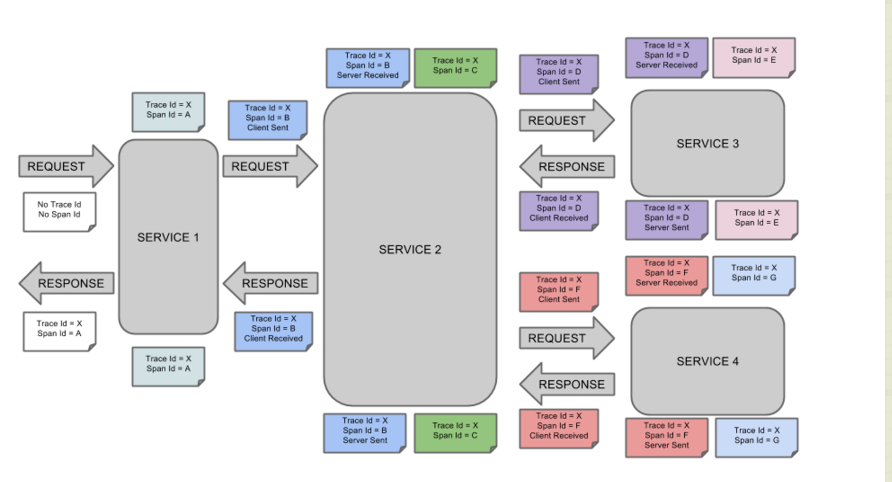 Trace Id = X
Span Id = B
Server Received
Trace Id = X
Span Id = C
Trace Id = X
Span Id = D
Client Sent
Trace Id = X
Span Id = D
Server Received
Trace Id = X
Span Id = E
Trace Id = X
Span Id = A
Trace Id = X
Span Id = B
Client Sent
REQUEST
REQUEST
REQUEST
RESPONSE
SERVICE 3
No Trace Id
No Span Id
SERVICE 1
SERVICE 2
Trace Id = X
Span Id = D
Client Received
Trace Id = X
Span Id = D
Server Sent
Trace Id = X
Span Id = E
RESPONSE
RESPONSE
Trace Id = X
Span Id = F
Client Sent
Trace Id = X
Span Id = F
Server Received
Trace Id = X
Span Id = G
Trace Id = X
Span Id = A
Trace Id = X
Span Id = B
Client Received
REQUEST
RESPONSE
SERVICE 4
Trace Id = X
Span Id = A
Trace Id = X
Span Id = B
Server Sent
Trace Id = X
Span Id = C
Trace Id = X
Span Id = F
Client Received
Trace Id = X
Span Id = F
Server Sent
Trace Id = X
Span Id = G